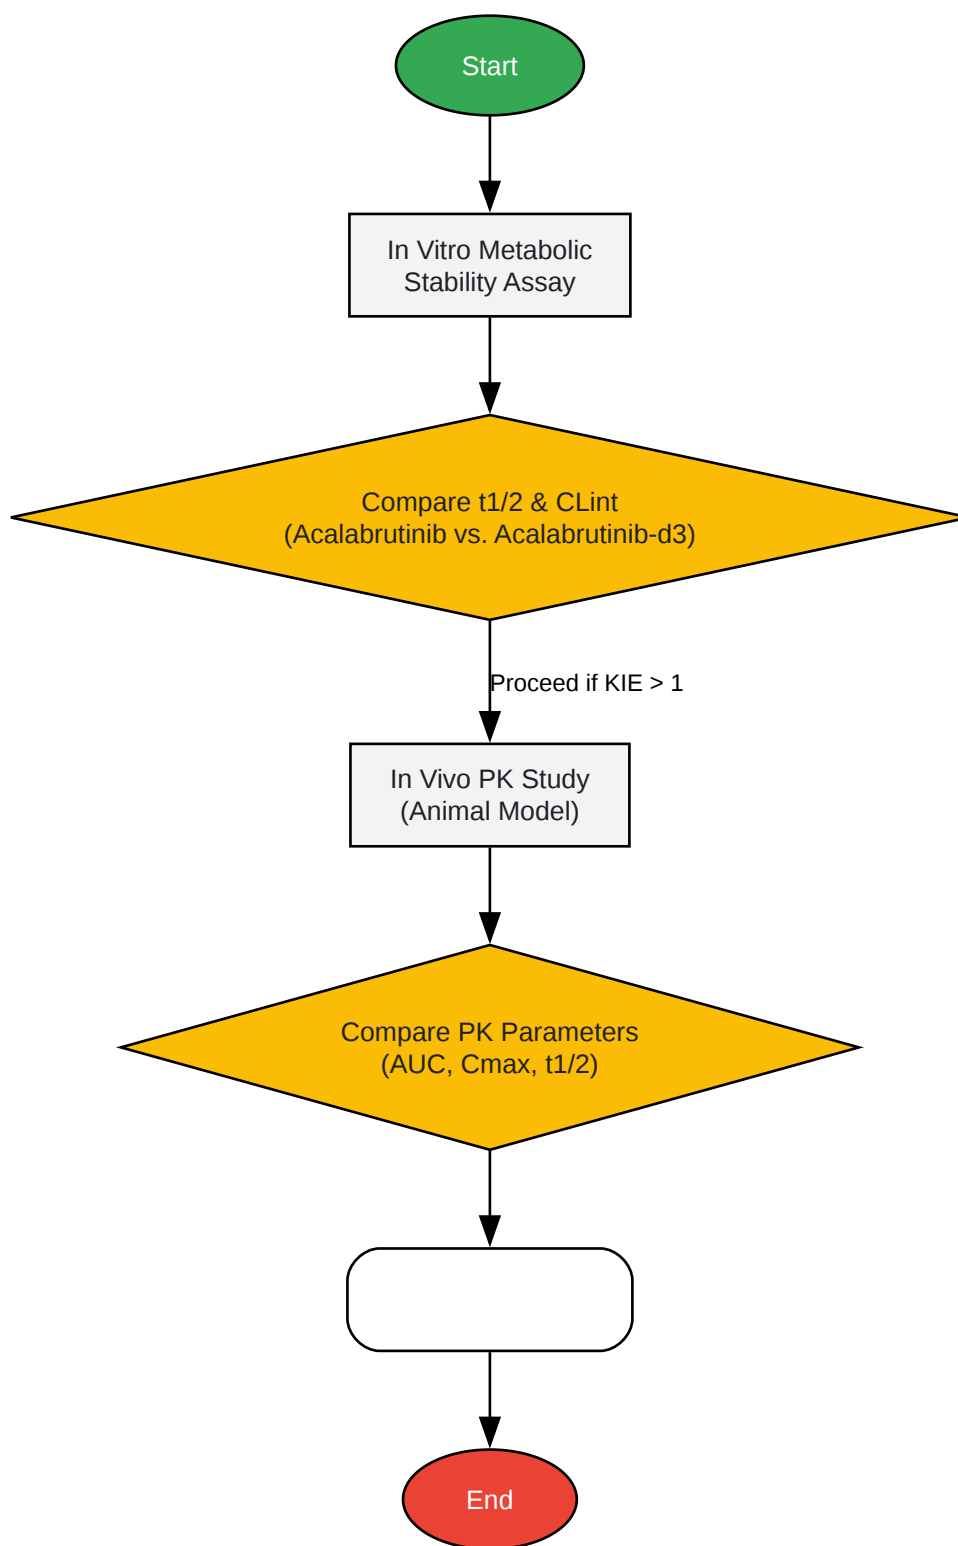 Start
In Vitro Metabolic
Stability Assay
Compare t1/2 & CLint
(Acalabrutinib vs. Acalabrutinib-d3)
Proceed if KIE > 1
In Vivo PK Study
(Animal Model)
Compare PK Parameters
(AUC, Cmax, t1/2)
End